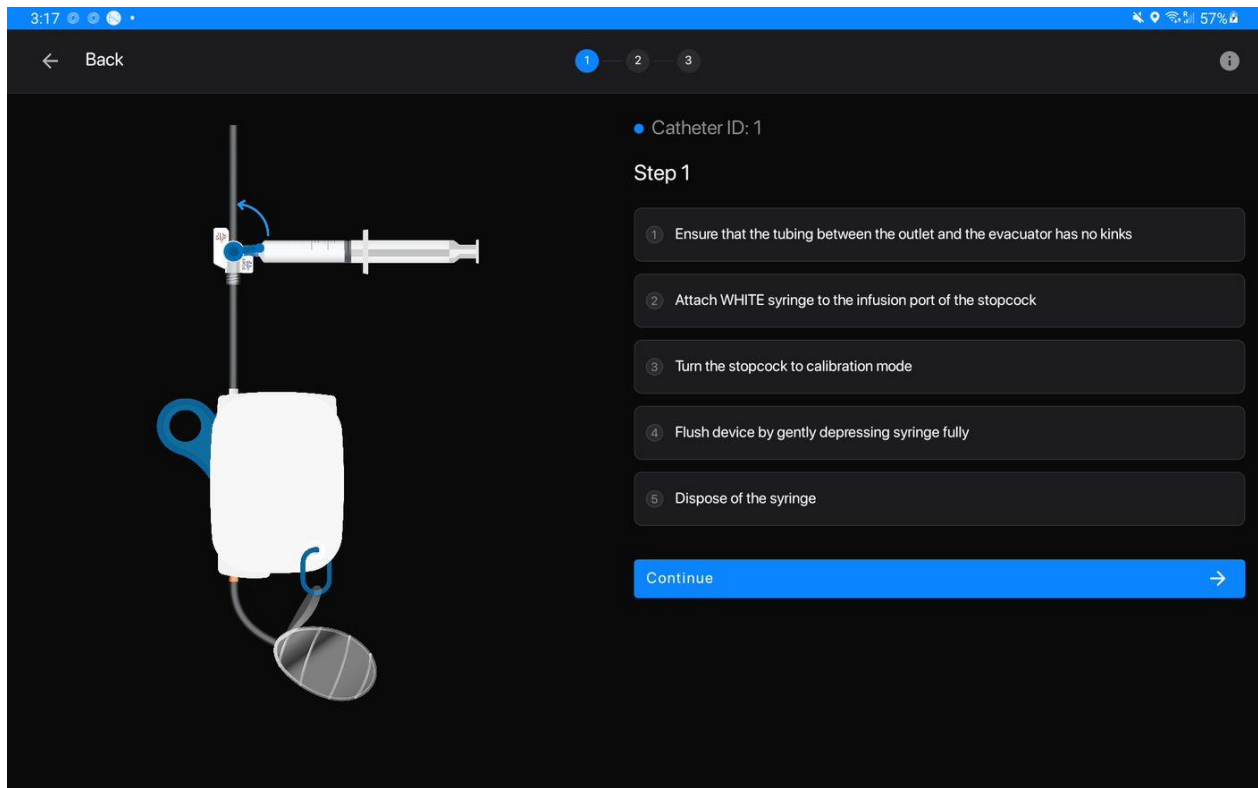 3:17
57%
Back
1
2
3
Catheter ID: 1
Step 1
1 Ensure that the tubing between the outlet and the evacuator has no kinks
2 Attach WHITE syringe to the infusion port of the stopcock
3 Turn the stopcock to calibration mode
4 Flush device by gently depressing syringe fully
5 Dispose of the syringe
Continue